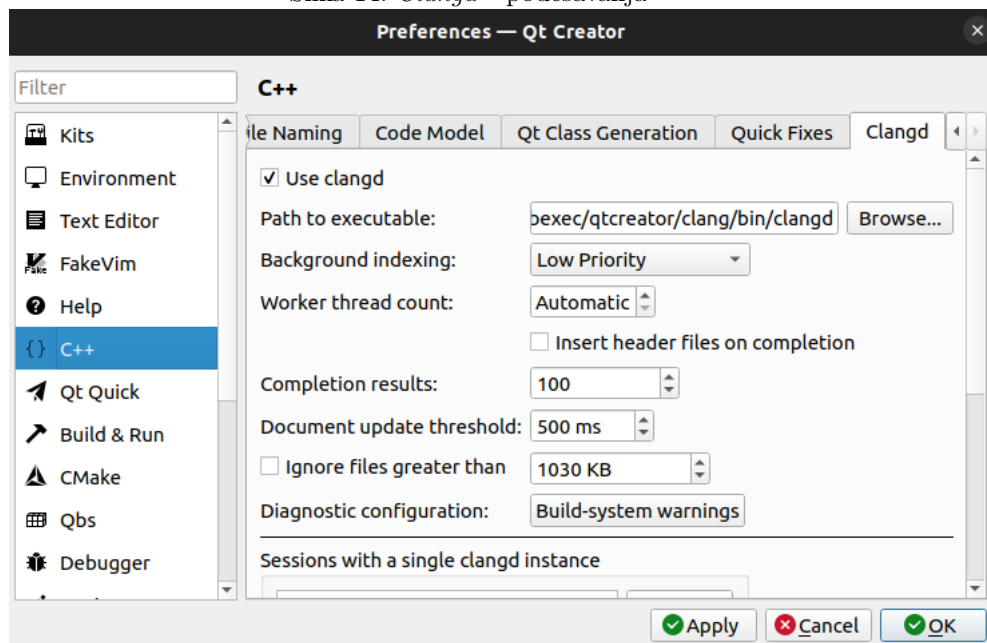 Preferences — Qt Creator
Filter
C++
Kits
Environment
Text Editor
FakeVim
Help
{} C++
Qt Quick
Build & Run
CMake
Qbs
Debugger
ile Naming Code Model Qt Class Generation Quick Fixes Clangd
Use clangd
Path to executable: bexec/qtcreator/clang/bin/clangd Browse...
Background indexing: Low Priority
Worker thread count: Automatic
Insert header files on completion
Completion results: 100
Document update threshold: 500 ms
Ignore files greater than 1030 KB
Diagnostic configuration: Build-system warnings
Sessions with a single clangd instance
Apply Cancel OK